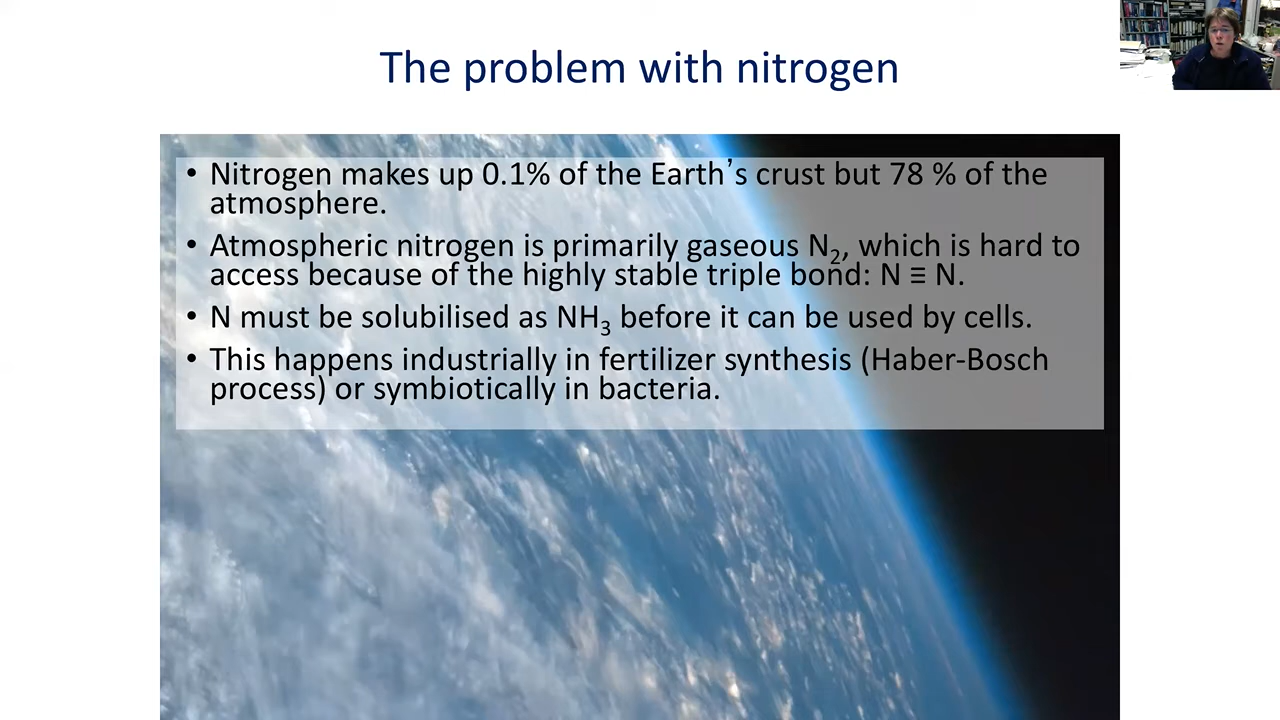 The problem with nitrogen
• Nitrogen makes up 0.1% of the Earth’s crust but 78 % of the
atmosphere.
• Atmospheric nitrogen is primarily gaseous N₂, which is hard to
access because of the highly stable triple bond: N ≡ N.
• N must be solubilised as NH₃ before it can be used by cells.
• This happens industrially in fertilizer synthesis (Haber-Bosch
process) or symbiotically in bacteria.